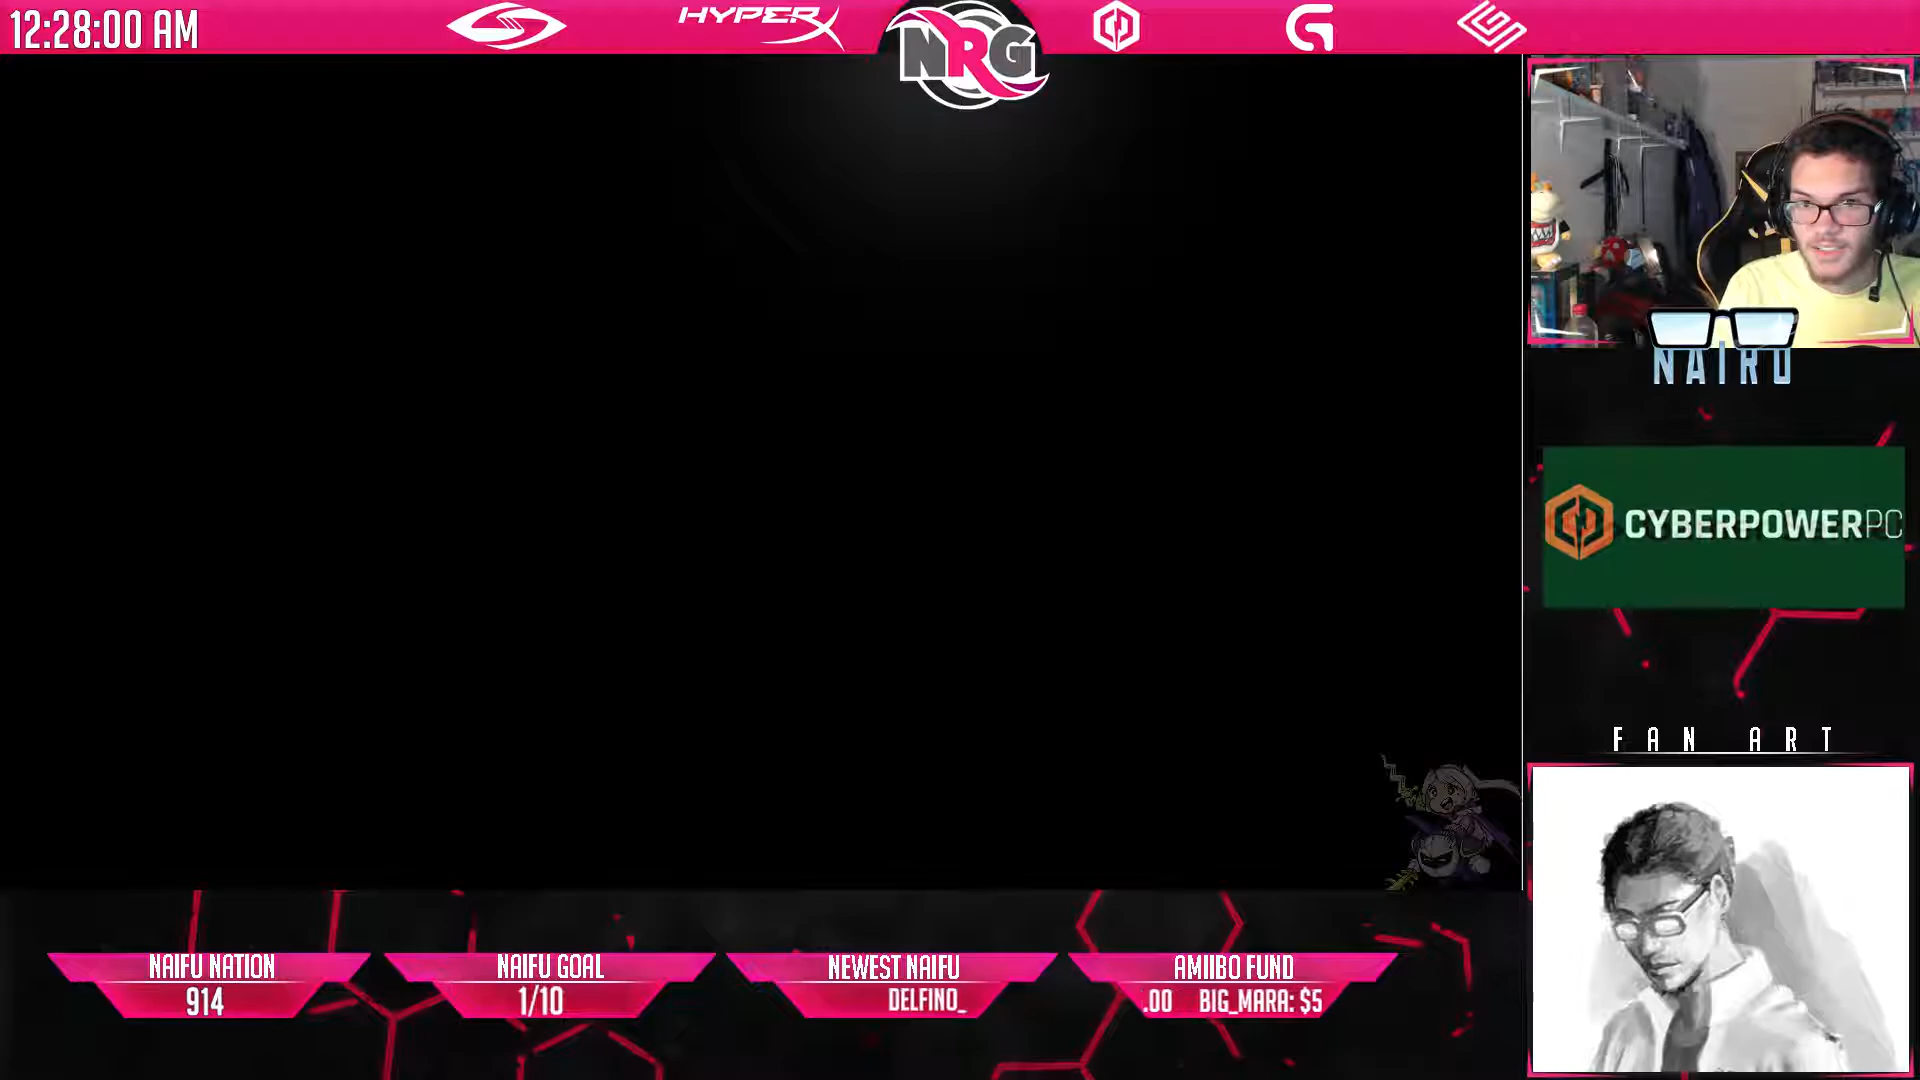 12:28:00 AM
HYPERX
NRG
NAIRO
CYBERPOWERPC
FAN ART
NAIFU NATION
914
NAIFU GOAL
1/10
NEWEST NAIFU
DELFINO_
AMIIBO FUND
.00 BIG_MARA: $5